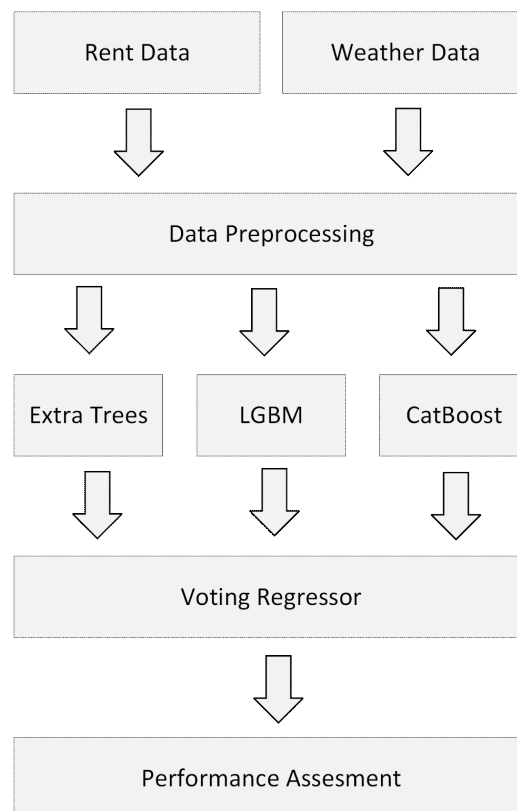 Rent Data
Weather Data
Data Preprocessing
Extra Trees
LGBM
CatBoost
Voting Regressor
Performance Assesment